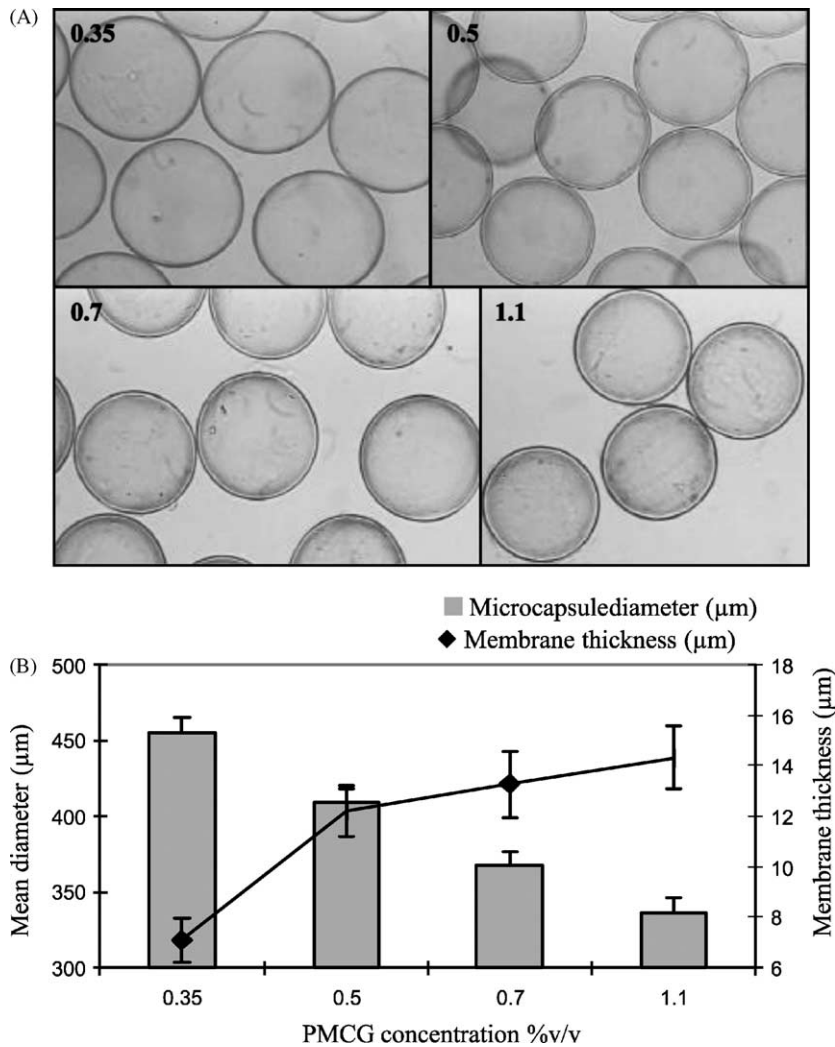 (A)
0.35
0.5
0.7
1.1
Microcapsulediameter (µm)
Membrane thickness (µm)
(B)
500
450
400
350
300
Mean diameter (µm)
18
16
14
12
10
8
6
Membrane thickness (µm)
0.35
0.5
0.7
1.1
PMCG concentration %v/v